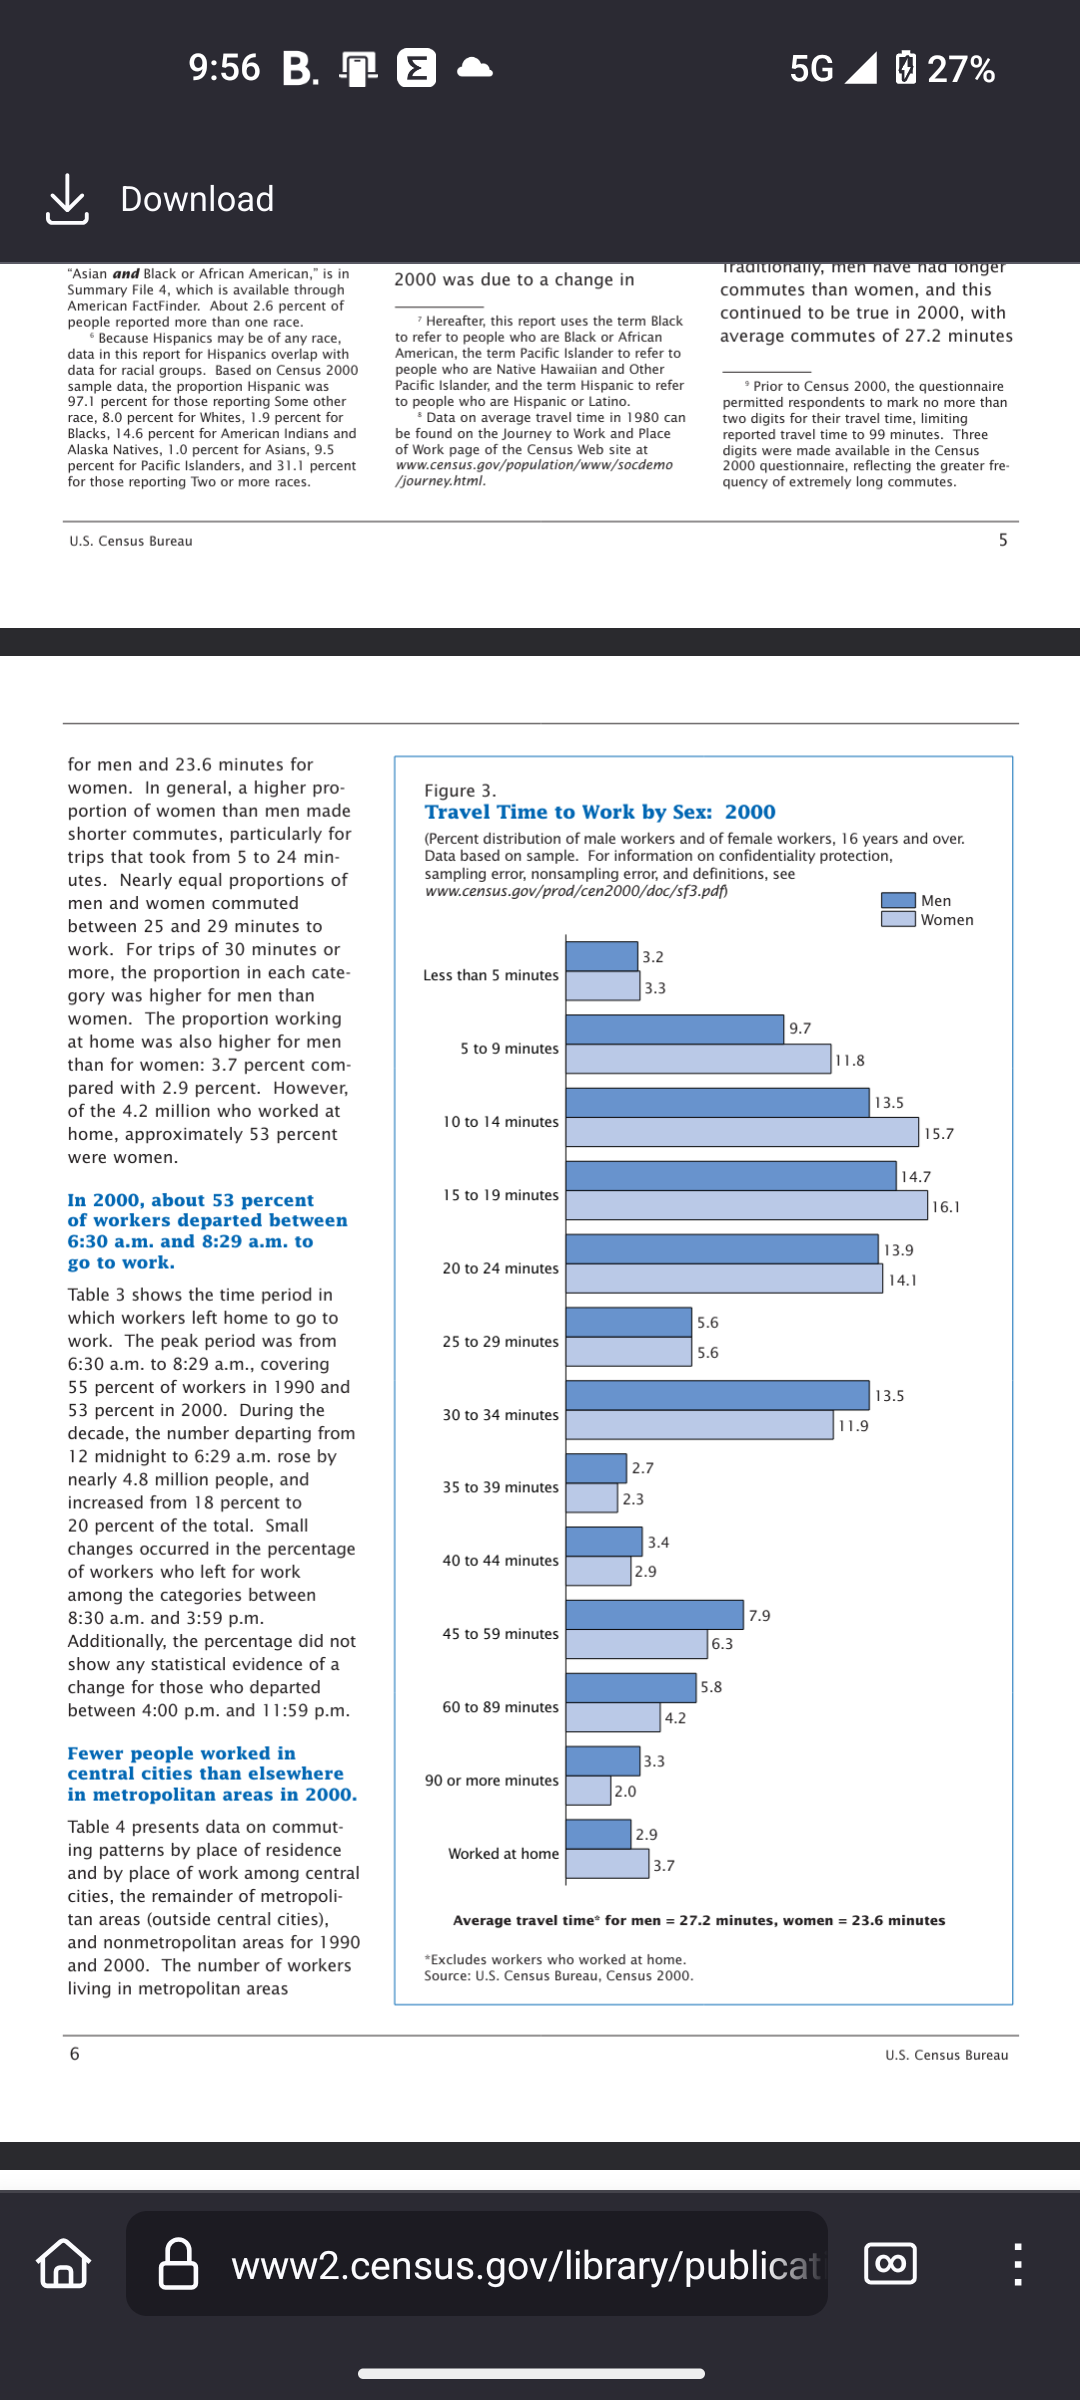 9:56 B. Σ 5G 27%
Download
"Asian and Black or African American," is in
Summary File 4, which is available through
American FactFinder. About 2.6 percent of
people reported more than one race.
6 Because Hispanics may be of any race,
data in this report for Hispanics overlap with
data for racial groups. Based on Census 2000
sample data, the proportion Hispanic was
97.1 percent for those reporting Some other
race, 8.0 percent for Whites, 1.9 percent for
Blacks, 14.6 percent for American Indians and
Alaska Natives, 1.0 percent for Asians, 9.5
percent for Pacific Islanders, and 31.1 percent
for those reporting Two or more races.
2000 was due to a change in
7 Hereafter, this report uses the term Black
to refer to people who are Black or African
American, the term Pacific Islander to refer to
people who are Native Hawaiian and Other
Pacific Islander, and the term Hispanic to refer
to people who are Hispanic or Latino.
8 Data on average travel time in 1980 can
be found on the Journey to Work and Place
of Work page of the Census Web site at
www.census.gov/population/www/socdemo
/journey.html.
Traditionally, men have had longer
commutes than women, and this
continued to be true in 2000, with
average commutes of 27.2 minutes
9 Prior to Census 2000, the questionnaire
permitted respondents to mark no more than
two digits for their travel time, limiting
reported travel time to 99 minutes. Three
digits were made available in the Census
2000 questionnaire, reflecting the greater fre-
quency of extremely long commutes.
U.S. Census Bureau 5
for men and 23.6 minutes for
women. In general, a higher pro-
portion of women than men made
shorter commutes, particularly for
trips that took from 5 to 24 min-
utes. Nearly equal proportions of
men and women commuted
between 25 and 29 minutes to
work. For trips of 30 minutes or
more, the proportion in each cate-
gory was higher for men than
women. The proportion working
at home was also higher for men
than for women: 3.7 percent com-
pared with 2.9 percent. However,
of the 4.2 million who worked at
home, approximately 53 percent
were women.
In 2000, about 53 percent
of workers departed between
6:30 a.m. and 8:29 a.m. to
go to work.
Table 3 shows the time period in
which workers left home to go to
work. The peak period was from
6:30 a.m. to 8:29 a.m., covering
55 percent of workers in 1990 and
53 percent in 2000. During the
decade, the number departing from
12 midnight to 6:29 a.m. rose by
nearly 4.8 million people, and
increased from 18 percent to
20 percent of the total. Small
changes occurred in the percentage
of workers who left for work
among the categories between
8:30 a.m. and 3:59 p.m.
Additionally, the percentage did not
show any statistical evidence of a
change for those who departed
between 4:00 p.m. and 11:59 p.m.
Fewer people worked in
central cities than elsewhere
in metropolitan areas in 2000.
Table 4 presents data on commut-
ing patterns by place of residence
and by place of work among central
cities, the remainder of metropoli-
tan areas (outside central cities),
and nonmetropolitan areas for 1990
and 2000. The number of workers
living in metropolitan areas
Figure 3.
Travel Time to Work by Sex: 2000
(Percent distribution of male workers and of female workers, 16 years and over.
Data based on sample. For information on confidentiality protection,
sampling error, nonsampling error, and definitions, see
www.census.gov/prod/cen2000/doc/sf3.pdf)
Men
Women
3.2
Less than 5 minutes
3.3
9.7
5 to 9 minutes
11.8
13.5
10 to 14 minutes
15.7
14.7
15 to 19 minutes
16.1
13.9
20 to 24 minutes
14.1
5.6
25 to 29 minutes
5.6
13.5
30 to 34 minutes
11.9
2.7
35 to 39 minutes
2.3
3.4
40 to 44 minutes
2.9
7.9
45 to 59 minutes
6.3
5.8
60 to 89 minutes
4.2
3.3
90 or more minutes
2.0
2.9
Worked at home
3.7
Average travel time* for men = 27.2 minutes, women = 23.6 minutes
*Excludes workers who worked at home.
Source: U.S. Census Bureau, Census 2000.
6 U.S. Census Bureau
www2.census.gov/library/publicat